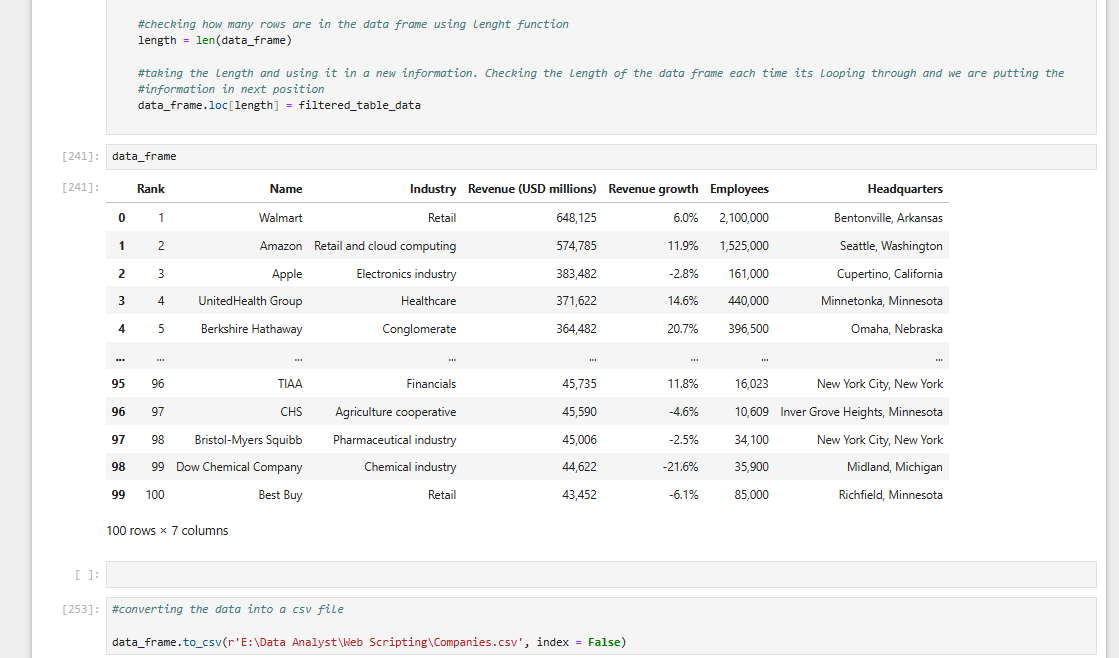 #checking how many rows are in the data frame using lenght function
length = len(data_frame)
#taking the length and using it in a new information. Checking the length of the data frame each time its looping through and we are putting the
#information in next position
data_frame.loc[length] = filtered_table_data
[241]: data_frame
[241]: Rank Name Industry Revenue (USD millions) Revenue growth Employees Headquarters
0 1 Walmart Retail 648,125 6.0% 2,100,000 Bentonville, Arkansas
1 2 Amazon Retail and cloud computing 574,785 11.9% 1,525,000 Seattle, Washington
2 3 Apple Electronics industry 383,482 -2.8% 161,000 Cupertino, California
3 4 UnitedHealth Group Healthcare 371,622 14.6% 440,000 Minnetonka, Minnesota
4 5 Berkshire Hathaway Conglomerate 364,482 20.7% 396,500 Omaha, Nebraska
... ... ... ... ... ... ... ...
95 96 TIAA Financials 45,735 11.8% 16,023 New York City, New York
96 97 CHS Agriculture cooperative 45,590 -4.6% 10,609 Inver Grove Heights, Minnesota
97 98 Bristol-Myers Squibb Pharmaceutical industry 45,006 -2.5% 34,100 New York City, New York
98 99 Dow Chemical Company Chemical industry 44,622 -21.6% 35,900 Midland, Michigan
99 100 Best Buy Retail 43,452 -6.1% 85,000 Richfield, Minnesota
100 rows × 7 columns
[ ]:
[253]: #converting the data into a csv file
data_frame.to_csv(r'E:\Data Analyst\Web Scripting\Companies.csv', index = False)